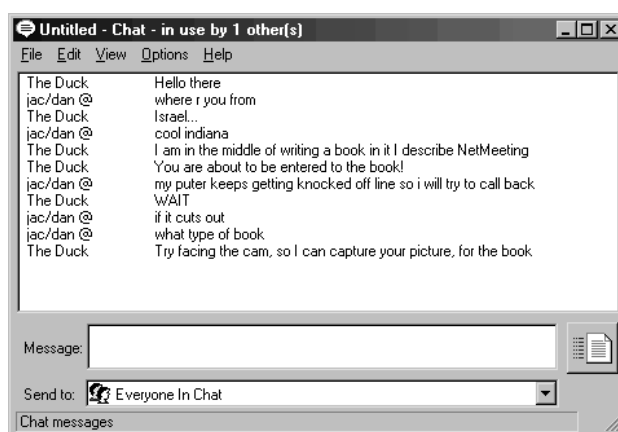 Untitled - Chat - in use by 1 other(s)
File Edit View Options Help
The Duck Hello there
jac/dan @ where r you from
The Duck Israel...
jac/dan @ cool indiana
The Duck I am in the middle of writing a book in it I describe NetMeeting
The Duck You are about to be entered to the book!
jac/dan @ my puter keeps getting knocked off line so i will try to call back
The Duck WAIT
jac/dan @ if it cuts out
jac/dan @ what type of book
The Duck Try facing the cam, so I can capture your picture, for the book
Message:
Send to: Everyone In Chat
Chat messages